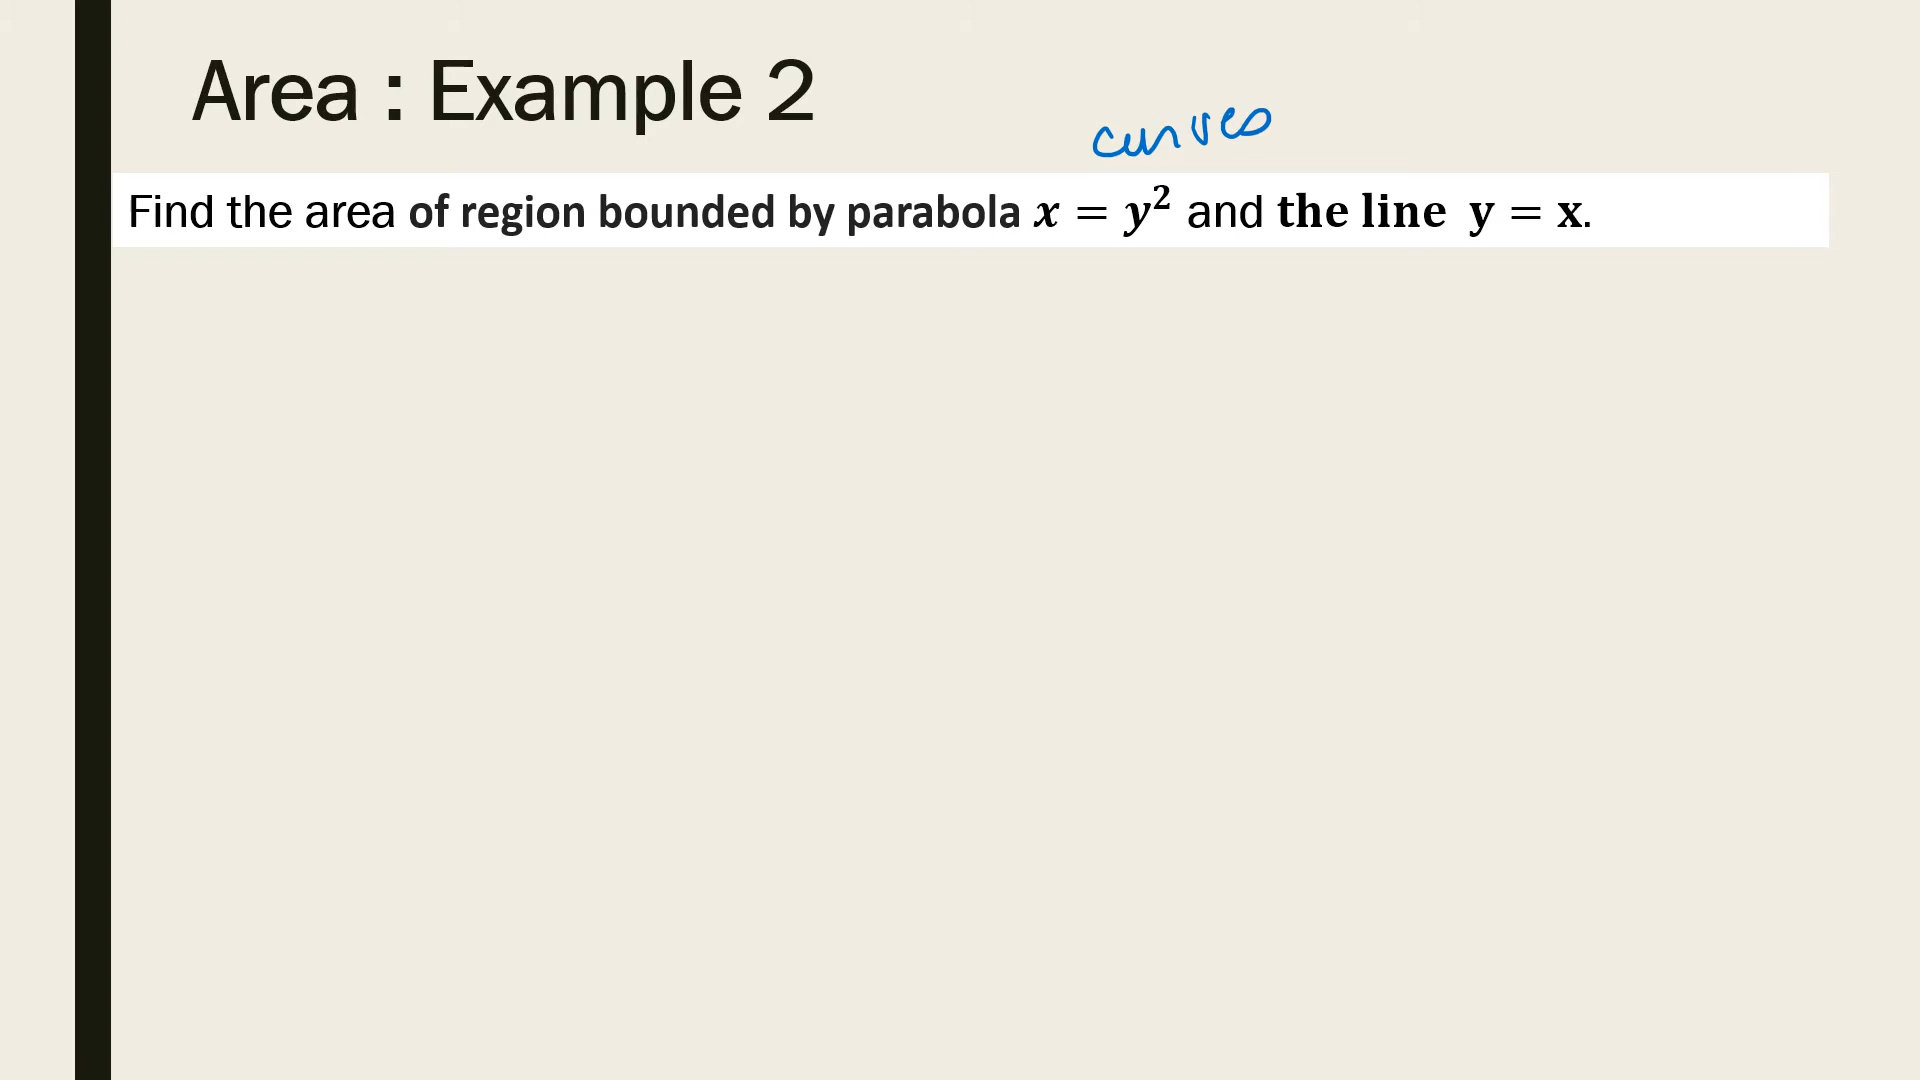 Area : Example 2
curves
Find the area of region bounded by parabola x = y² and the line y = x.